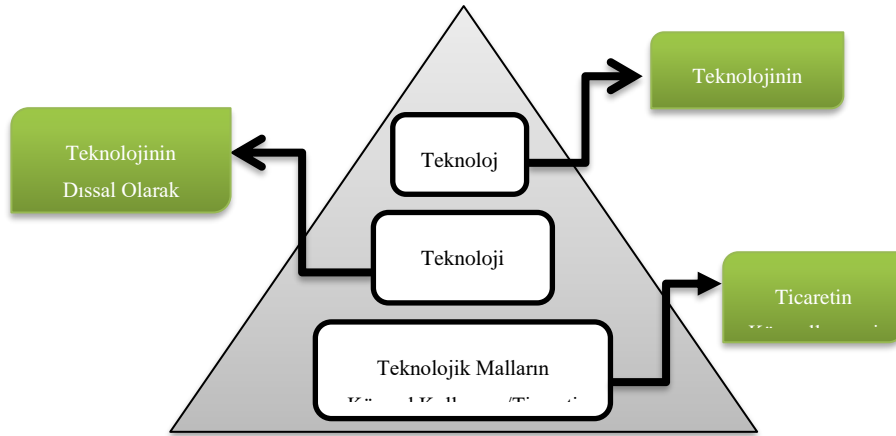 Teknolojinin
Teknolojinin
Dıssal Olarak
Teknoloj
Teknoloji
Ticaretin
Teknolojik Malların